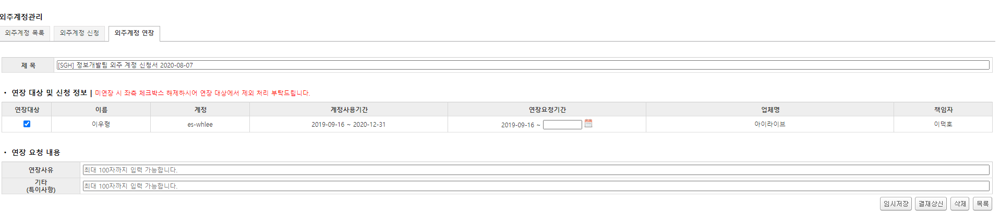 외주계정관리
외주계정 목록 외주계정 신청 외주계정 연장
제 목 [SGH] 정보개발팀 외주 계정 신청서 2020-08-07
• 연장 대상 및 신청 정보 | 미연장 시 좌측 체크박스 해제하시어 연장 대상에서 제외 처리 부탁드립니다.
연장대상 이름 계정 계정사용기간 연장요청기간 업체명 책임자
이우형 es-whlee 2019-09-16 ~ 2020-12-31 2019-09-16 ~ 아이라이브 이덕호
• 연장 요청 내용
연장사유 최대 100자까지 입력 가능합니다.
기타
(특이사항) 최대 100자까지 입력 가능합니다.
임시저장 결재상신 삭제 목록